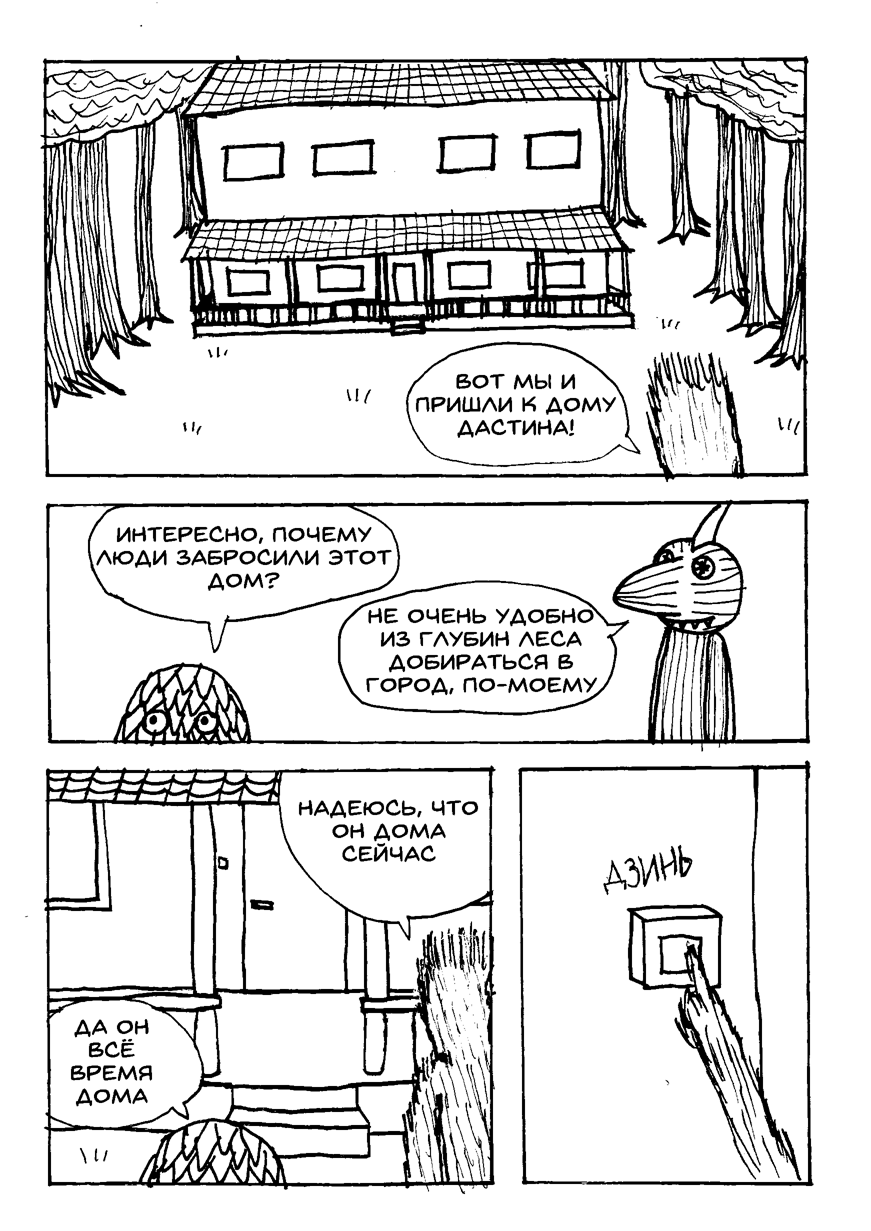 ВОТ МЫ И
ПРИШЛИ К ДОМУ
ДАСТИНА!
ИНТЕРЕСНО, ПОЧЕМУ
ЛЮДИ ЗАБРОСИЛИ ЭТОТ
ДОМ?
НЕ ОЧЕНЬ УДОБНО
ИЗ ГЛУБИН ЛЕСА
ДОБИРАТЬСЯ В
ГОРОД, ПО-МОЕМУ
НАДЕЮСЬ, ЧТО
ОН ДОМА
СЕЙЧАС
ДА ОН
ВСЁ
ВРЕМЯ
ДОМА
ДЗИНЬ